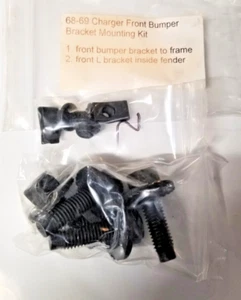 68-69 Charger Front Bumper
Bracket Mounting Kit
1. front bumper bracket to frame
2. front L bracket inside fender